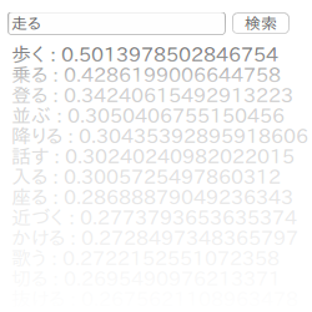 走る 検索
歩く : 0.5013978502846754
乗る : 0.4286199006644758
登る : 0.34240615492913223
並ぶ : 0.3050406755150456
降りる : 0.30435392895918606
話す : 0.30240240982022015
入る : 0.3005725497860312
座る : 0.28688879049236343
近づく : 0.2773793653635374
かける : 0.2728497348365797
歌う : 0.2722152551072358
切る : 0.2695490976213371